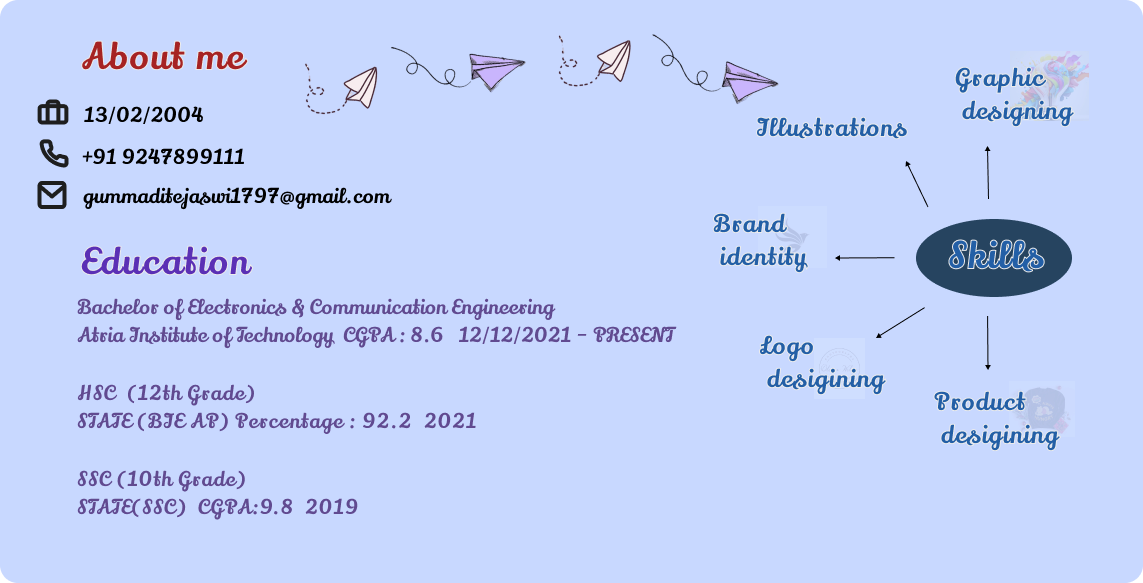 About me
13/02/2004
+91 9247899111
gummaditejaswi1797@gmail.com
Education
Bachelor of Electronics & Communication Engineering
Atria Institute of Technology, CGPA : 8.6 12/12/2021 - PRESENT
HSC (12th Grade)
STATE (BIE AP) Percentage : 92.2 2021
SSC (10th Grade)
STATE(SSC) CGPA:9.8 2019
Graphic
designing
Illustrations
Brand
identity
Skills
Logo
desigining
Product
desigining